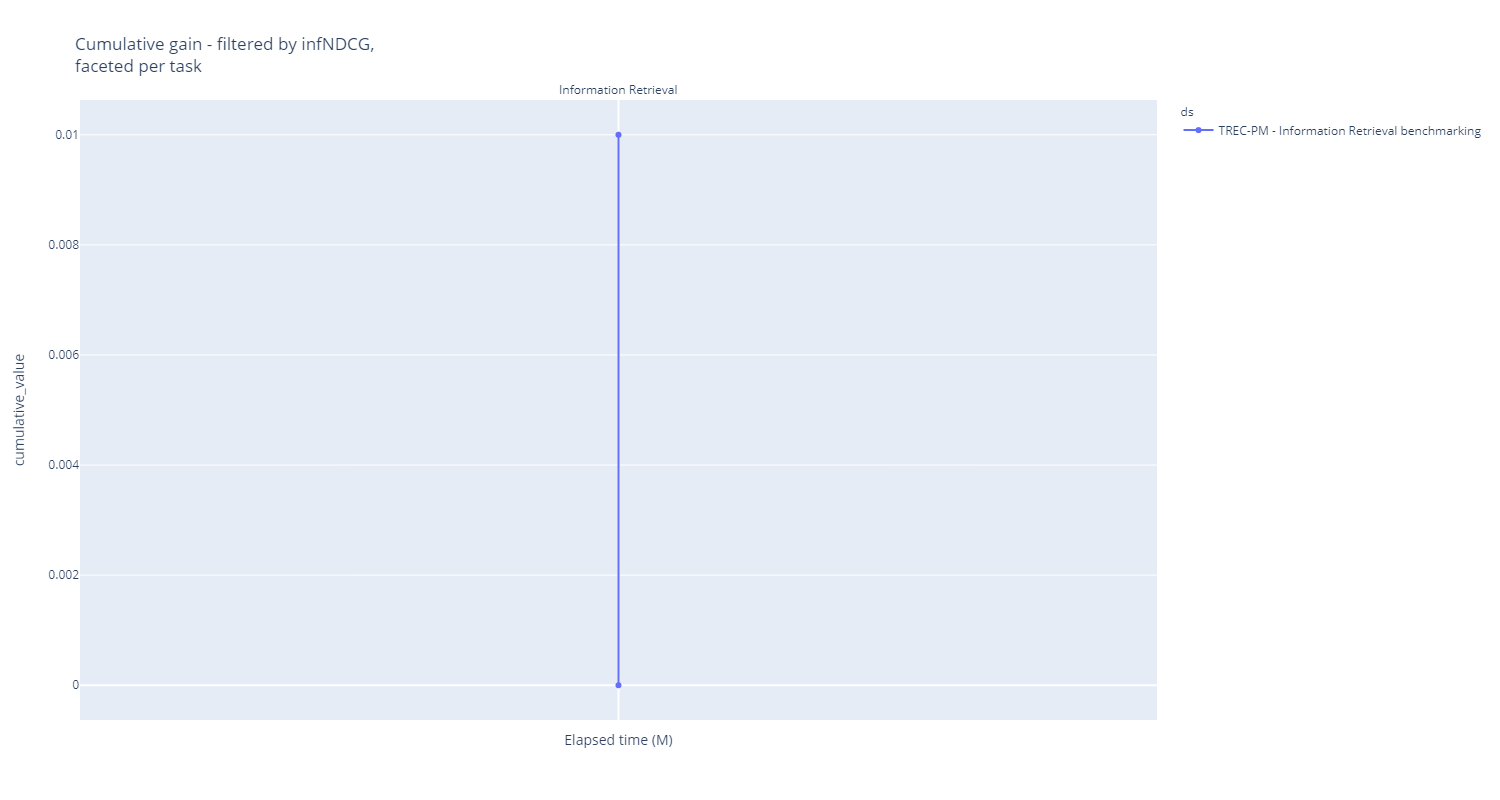 Cumulative gain - filtered by infNDCG,
faceted per task
Information Retrieval
ds
TREC-PM - Information Retrieval benchmarking
0.01
0.008
0.006
0.004
0.002
0
cumulative_value
Elapsed time (M)